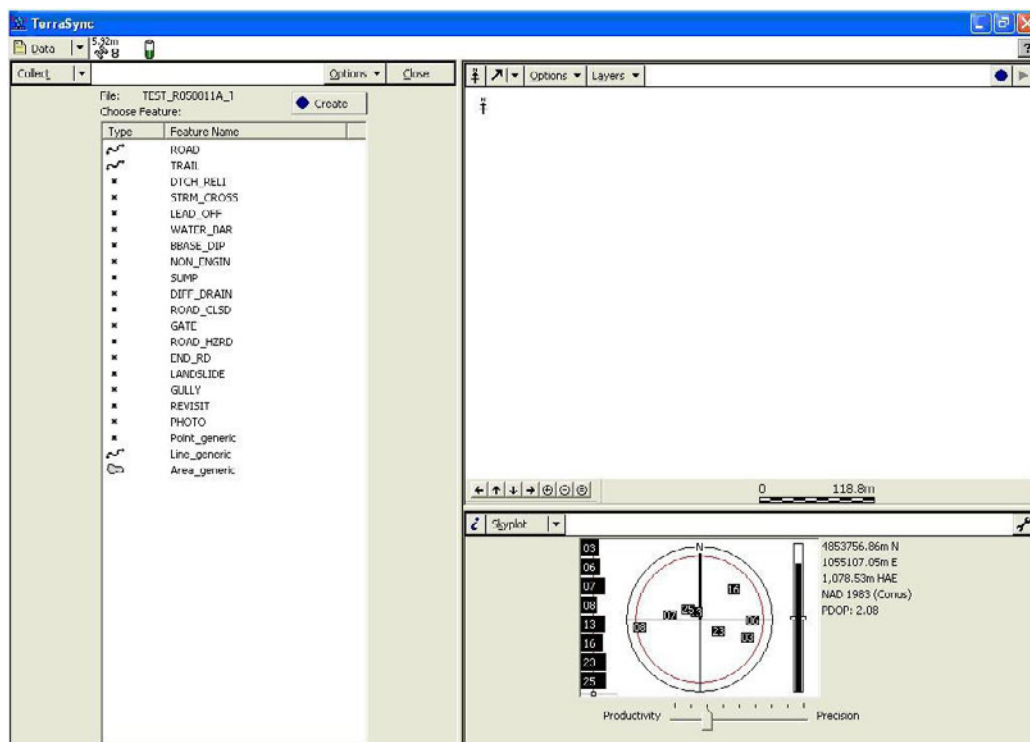 TerraSync
Data 5.92m 8 ?
Collect Options Close
File: TEST_R050011A_1
Choose Feature: Create
Type Feature Name
ROAD
TRAIL
DTCH_RELI
STRM_CROSS
LEAD_OFF
WATER_BAR
BBASE_DIP
NON_ENGIN
SUMP
DIFF_DRAIN
ROAD_CLSD
GATE
ROAD_HZRD
END_RD
LANDSLIDE
GULLY
REVISIT
PHOTO
Point_generic
Line_generic
Area_generic
Options Layers
0 118.8m
Skyplot
03
06
07
08
13
16
23
25
N
16
25
07
06
08
23
03
4853756.86m N
1055107.05m E
1,078.53m HAE
NAD 1983 (Conus)
PDOP: 2.08
Productivity Precision